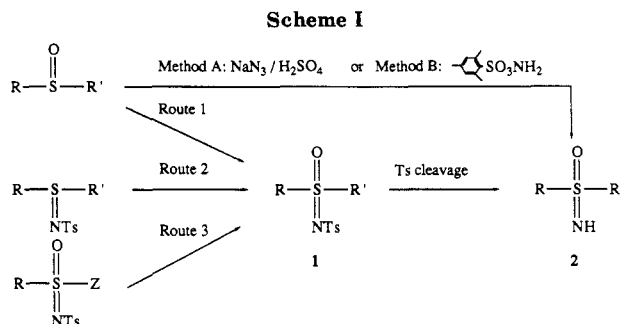 Scheme I
O
R—S—R'
Method A: NaN₃ / H₂SO₄ or Method B: SO₃NH₂
Route 1
R—S—R'
NTs
Route 2
O
R—S—R'
NTs
1
Ts cleavage
O
R—S—R
NH
2
O
R—S—Z
NTs
Route 3